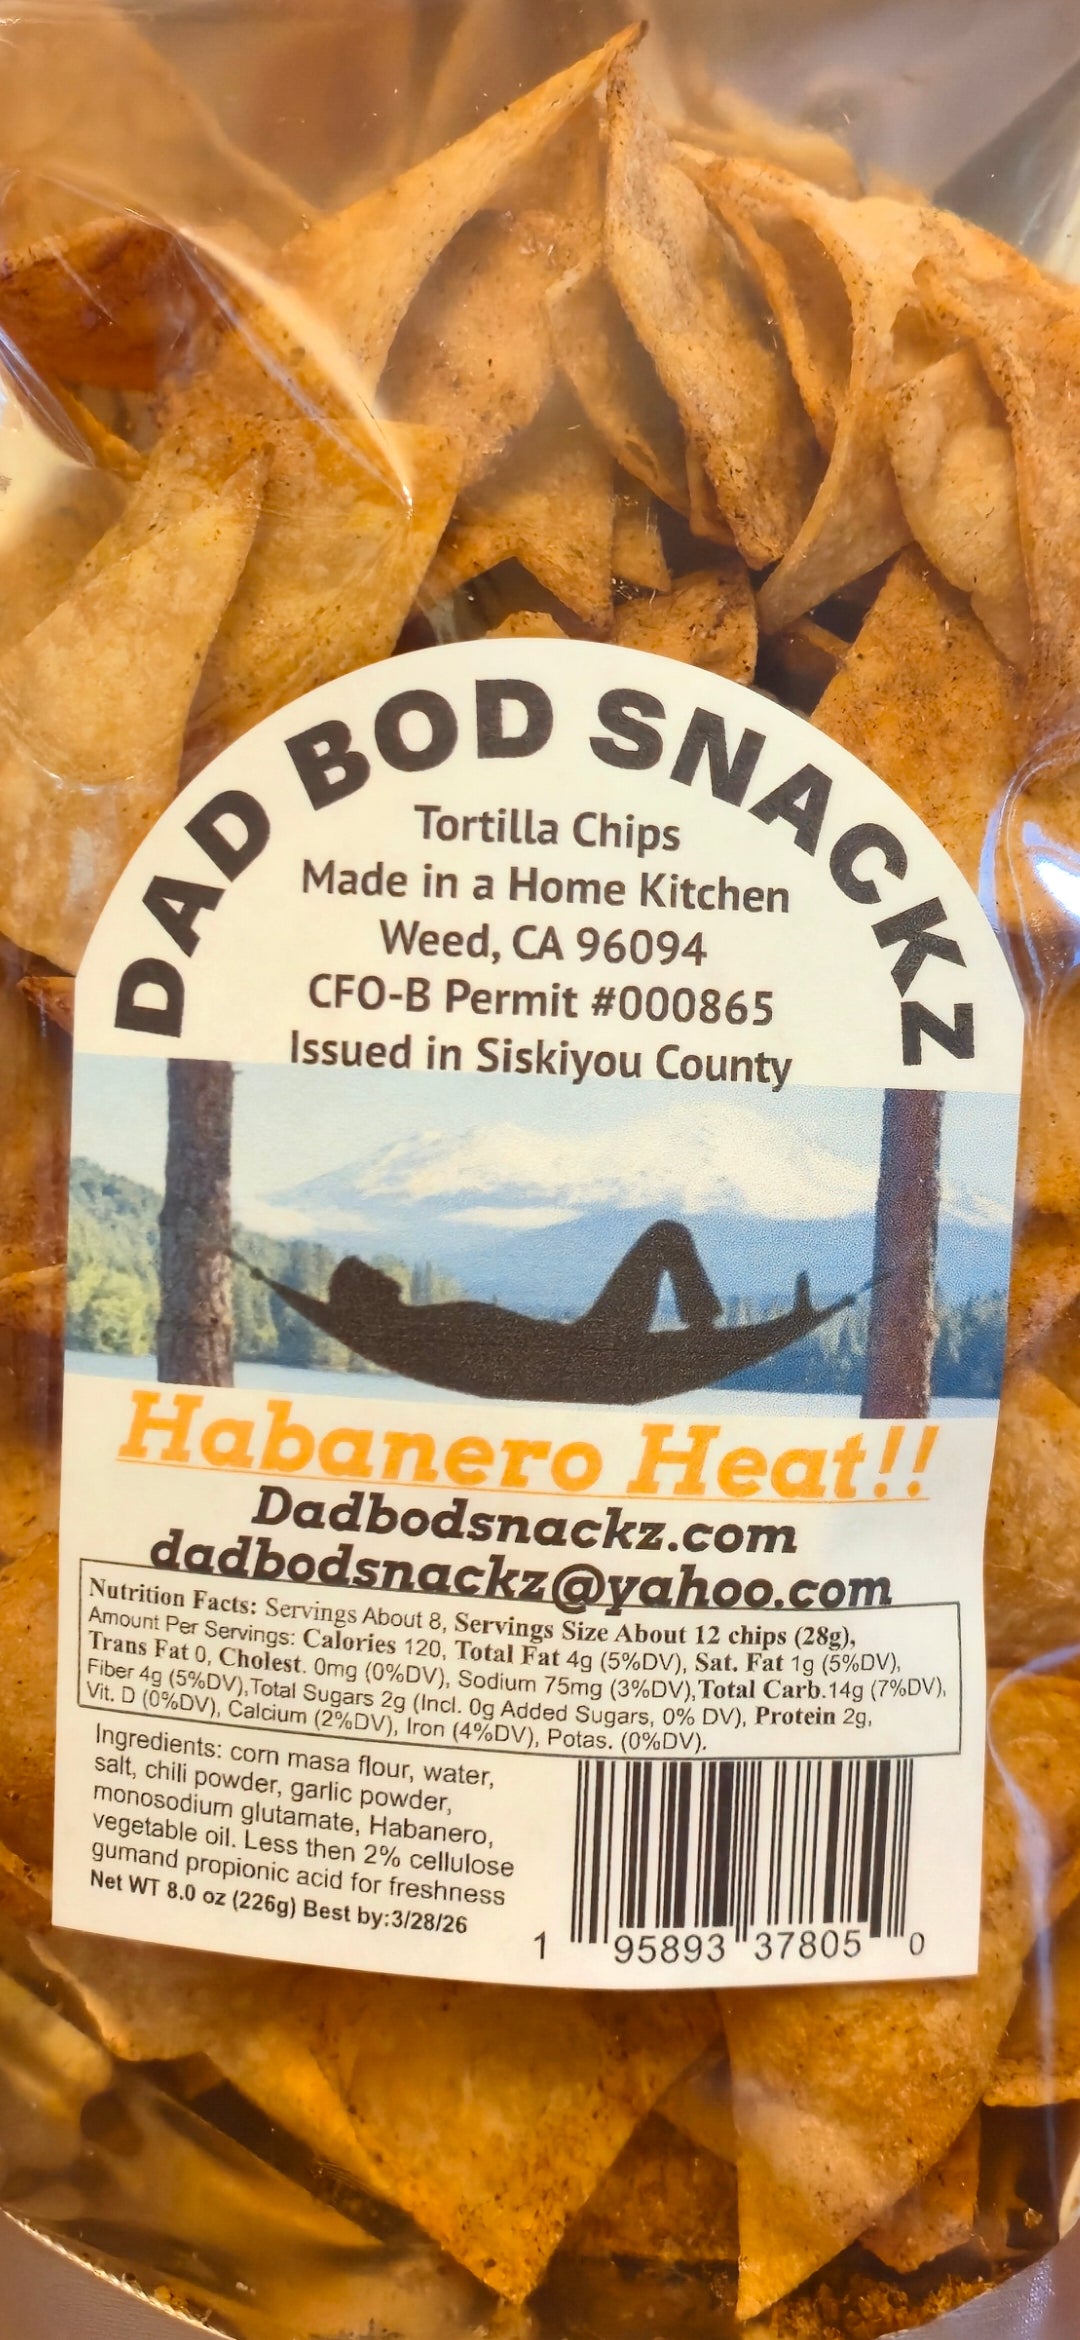 DAD BOD SNACKZ
Tortilla Chips
Made in a Home Kitchen
Weed, CA 96094
CFO-B Permit #000865
Issued in Siskiyou County
Habanero Heat!!
Dadbodsnackz.com
dadbodsnackz@yahoo.com
Nutrition Facts: Servings About 8, Servings Size About 12 chips (28g),
Amount Per Servings: Calories 120, Total Fat 4g (5%DV), Sat. Fat 1g (5%DV),
Trans Fat 0, Cholest. 0mg (0%DV), Sodium 75mg (3%DV),Total Carb.14g (7%DV),
Fiber 4g (5%DV),Total Sugars 2g (Incl. 0g Added Sugars, 0% DV), Protein 2g,
Vit. D (0%DV), Calcium (2%DV), Iron (4%DV), Potas. (0%DV).
Ingredients: corn masa flour, water,
salt, chili powder, garlic powder,
monosodium glutamate, Habanero,
vegetable oil. Less then 2% cellulose
gumand propionic acid for freshness
Net WT 8.0 oz (226g) Best by:3/28/26
1 95893 37805 0